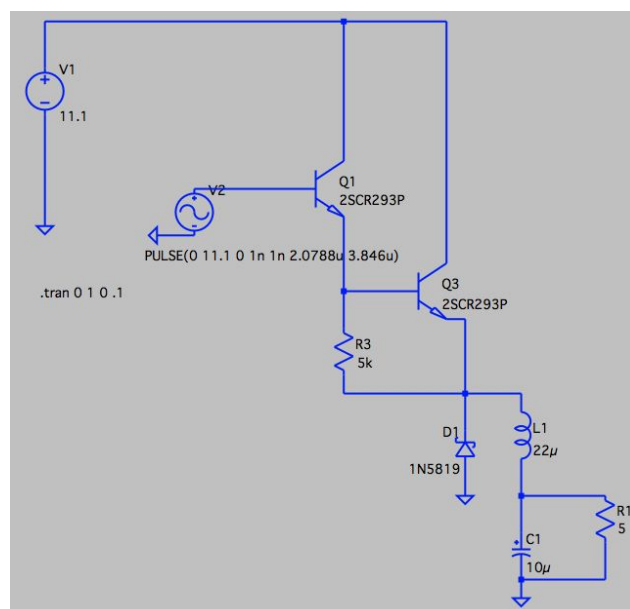 V1
11.1
Q1
2SCR293P
V2
PULSE(0 11.1 0 1n 1n 2.0788u 3.846u)
.tran 0 1 0 .1
Q3
2SCR293P
R3
5k
D1
1N5819
L1
22µ
R1
5
C1
10µ